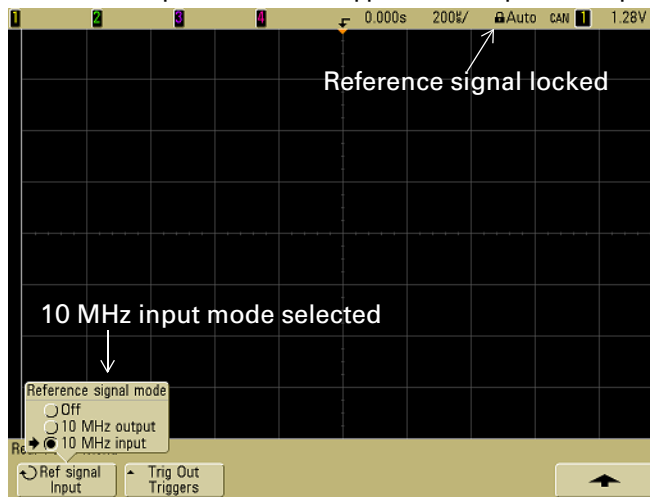 1 2 3 4 0.000s 200㎲/ Auto CAN 1 1.28V
Reference signal locked
10 MHz input mode selected
Reference signal mode
Off
10 MHz output
10 MHz input
Ref signal
Input
Trig Out
Triggers